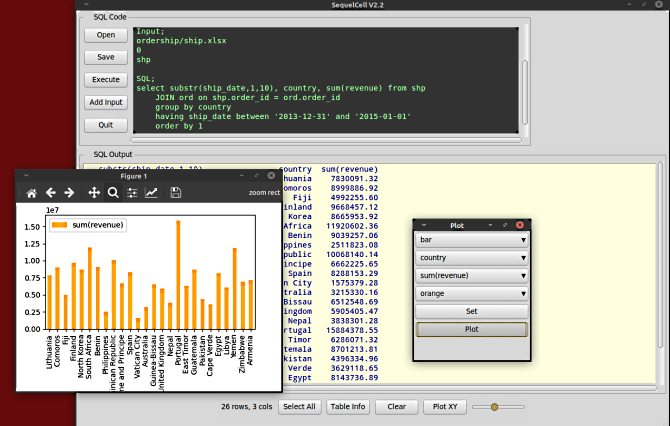 SequelCell V2.2
SQL Code
Open
Save
Execute
Add Input
Quit
Input;
ordership/ship.xlsx
0
shp
SQL;
select substr(ship_date,1,10), country, sum(revenue) from shp
JOIN ord on shp.order_id = ord.order_id
group by country
having ship_date between '2013-12-31' and '2015-01-01'
order by 1
SQL Output
country sum(revenue)
huania 7830091.32
omoros 8999886.92
Fiji 4992255.60
inland 9668457.12
Korea 8665953.92
Africa 11920602.36
Benin 9039257.06
ppines 2511823.08
public 10068140.14
incipe 6662225.65
Spain 8288153.29
n City 1575379.28
tralia 3215330.16
Bissau 6512548.69
ingdom 5905405.47
Nepal 3838301.28
rtugal 15884378.55
Timor 6286071.32
temala 8701213.81
kistan 4396334.96
Verde 3629118.65
Egypt 8143736.89
Figure 1
zoom rect
1e7
sum(revenue)
1.50
1.25
1.00
0.75
0.50
0.25
0.00
Lithuania
Comoros
Fiji
Finland
North Korea
South Africa
Benin
Philippines
inican Republic
ne and Principe
Spain
Vatican City
Australia
Guinea-Bissau
United Kingdom
Nepal
Portugal
East Timor
Guatemala
Pakistan
Cape Verde
Egypt
Libya
Yemen
Zimbabwe
Armenia
Plot
bar
country
sum(revenue)
orange
Set
Plot
26 rows, 3 cols
Select All
Table Info
Clear
Plot XY